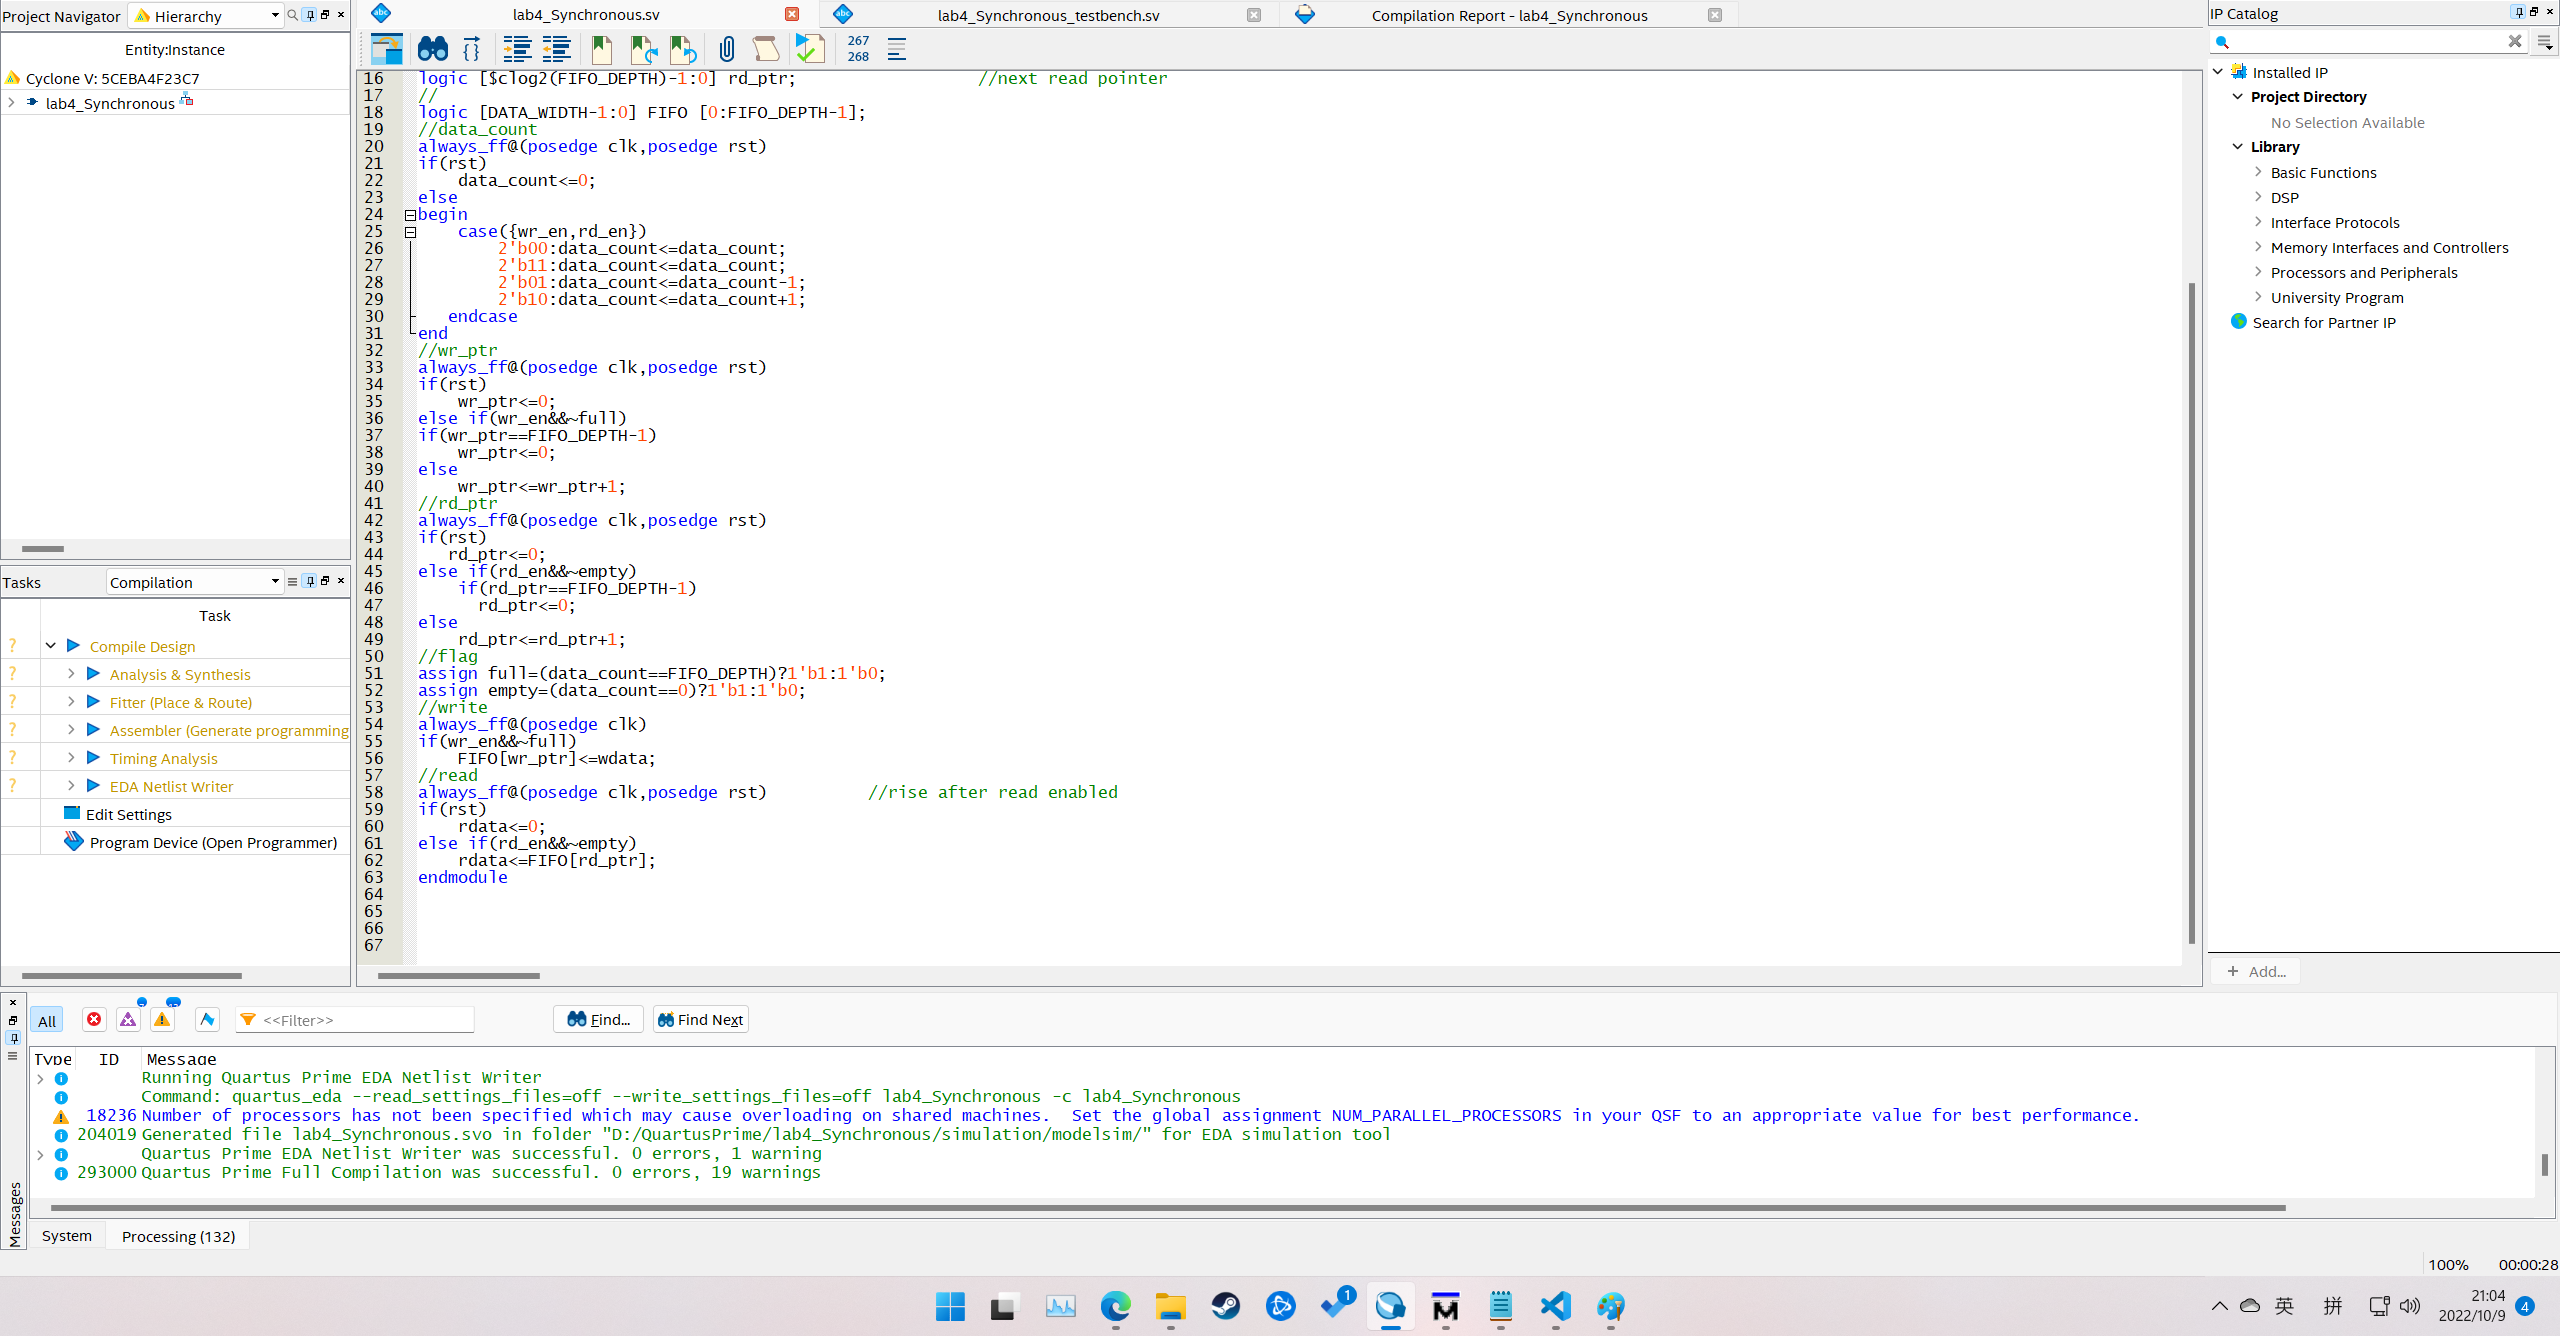 Project Navigator
Hierarchy
Entity:Instance
Cyclone V: 5CEBA4F23C7
lab4_Synchronous
Tasks
Compilation
Task
? Compile Design
? Analysis & Synthesis
? Fitter (Place & Route)
? Assembler (Generate programming
? Timing Analysis
? EDA Netlist Writer
Edit Settings
Program Device (Open Programmer)
lab4_Synchronous.sv
lab4_Synchronous_testbench.sv
Compilation Report - lab4_Synchronous
267
268
16 logic [$clog2(FIFO_DEPTH)-1:0] rd_ptr; //next read pointer
17 //
18 logic [DATA_WIDTH-1:0] FIFO [0:FIFO_DEPTH-1];
19 //data_count
20 always_ff@(posedge clk,posedge rst)
21 if(rst)
22 data_count<=0;
23 else
24 begin
25 case({wr_en,rd_en})
26 2'b00:data_count<=data_count;
27 2'b11:data_count<=data_count;
28 2'b01:data_count<=data_count-1;
29 2'b10:data_count<=data_count+1;
30 endcase
31 end
32 //wr_ptr
33 always_ff@(posedge clk,posedge rst)
34 if(rst)
35 wr_ptr<=0;
36 else if(wr_en&&~full)
37 if(wr_ptr==FIFO_DEPTH-1)
38 wr_ptr<=0;
39 else
40 wr_ptr<=wr_ptr+1;
41 //rd_ptr
42 always_ff@(posedge clk,posedge rst)
43 if(rst)
44 rd_ptr<=0;
45 else if(rd_en&&~empty)
46 if(rd_ptr==FIFO_DEPTH-1)
47 rd_ptr<=0;
48 else
49 rd_ptr<=rd_ptr+1;
50 //flag
51 assign full=(data_count==FIFO_DEPTH)?1'b1:1'b0;
52 assign empty=(data_count==0)?1'b1:1'b0;
53 //write
54 always_ff@(posedge clk)
55 if(wr_en&&~full)
56 FIFO[wr_ptr]<=wdata;
57 //read
58 always_ff@(posedge clk,posedge rst) //rise after read enabled
59 if(rst)
60 rdata<=0;
61 else if(rd_en&&~empty)
62 rdata<=FIFO[rd_ptr];
63 endmodule
64
65
66
67
IP Catalog
Installed IP
Project Directory
No Selection Available
Library
Basic Functions
DSP
Interface Protocols
Memory Interfaces and Controllers
Processors and Peripherals
University Program
Search for Partner IP
+ Add...
All
<<Filter>>
Find...
Find Next
Type ID Message
Running Quartus Prime EDA Netlist Writer
Command: quartus_eda --read_settings_files=off --write_settings_files=off lab4_Synchronous -c lab4_Synchronous
18236 Number of processors has not been specified which may cause overloading on shared machines.  Set the global assignment NUM_PARALLEL_PROCESSORS in your QSF to an appropriate value for best performance.
204019 Generated file lab4_Synchronous.svo in folder "D:/QuartusPrime/lab4_Synchronous/simulation/modelsim/" for EDA simulation tool
Quartus Prime EDA Netlist Writer was successful. 0 errors, 1 warning
293000 Quartus Prime Full Compilation was successful. 0 errors, 19 warnings
Messages
System
Processing (132)
100%
00:00:28
1
英
拼
21:04
2022/10/9
4